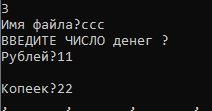 3
Имя файла?ссс
ВВЕДИТЕ ЧИСЛО денег ?
Рублей?11
Копеек?22